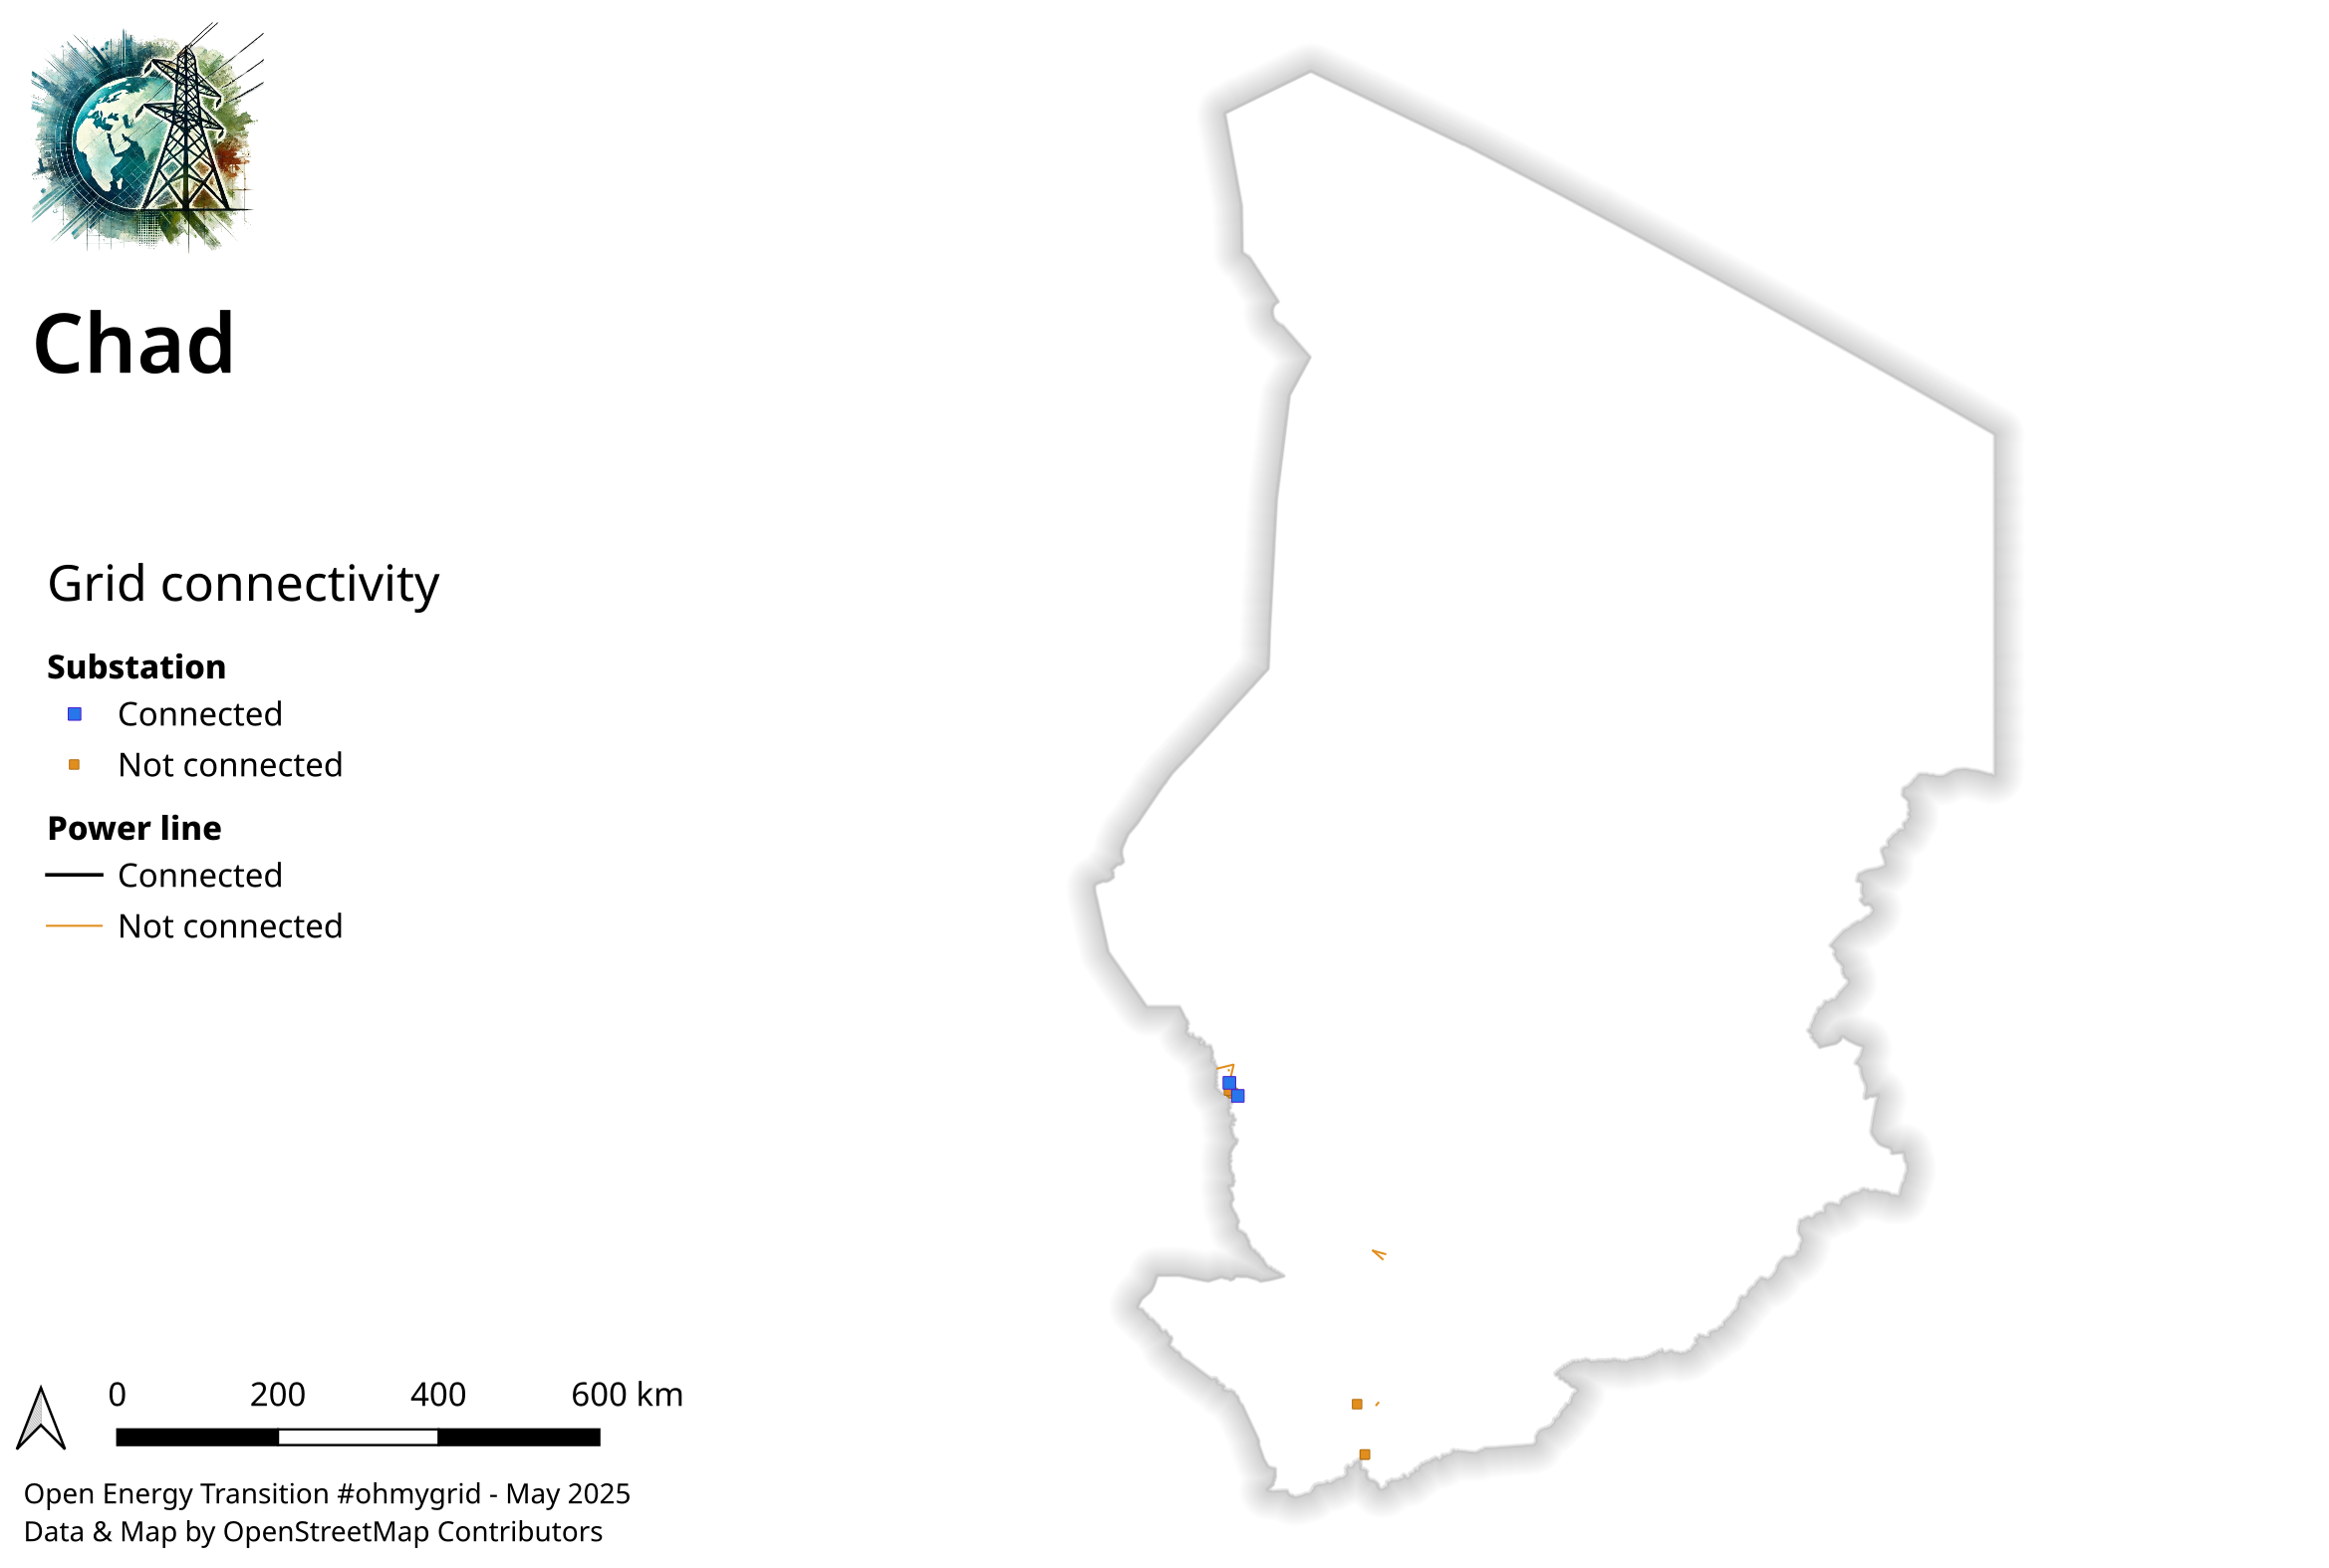 Chad
Grid connectivity
Substation
Connected
Not connected
Power line
Connected
Not connected
0 200 400 600 km
Open Energy Transition #ohmygrid - May 2025
Data & Map by OpenStreetMap Contributors